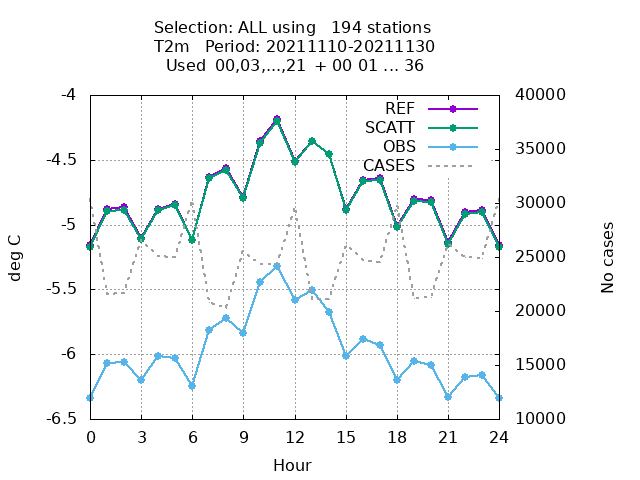 Selection: ALL using   194 stations
T2m   Period: 20211110-20211130
Used  00,03,...,21  + 00 01 ... 36
-4
-4.5
-5
-5.5
-6
-6.5
40000
35000
30000
25000
20000
15000
10000
REF
SCATT
OBS
CASES
deg C
No cases
0 3 6 9 12 15 18 21 24
Hour